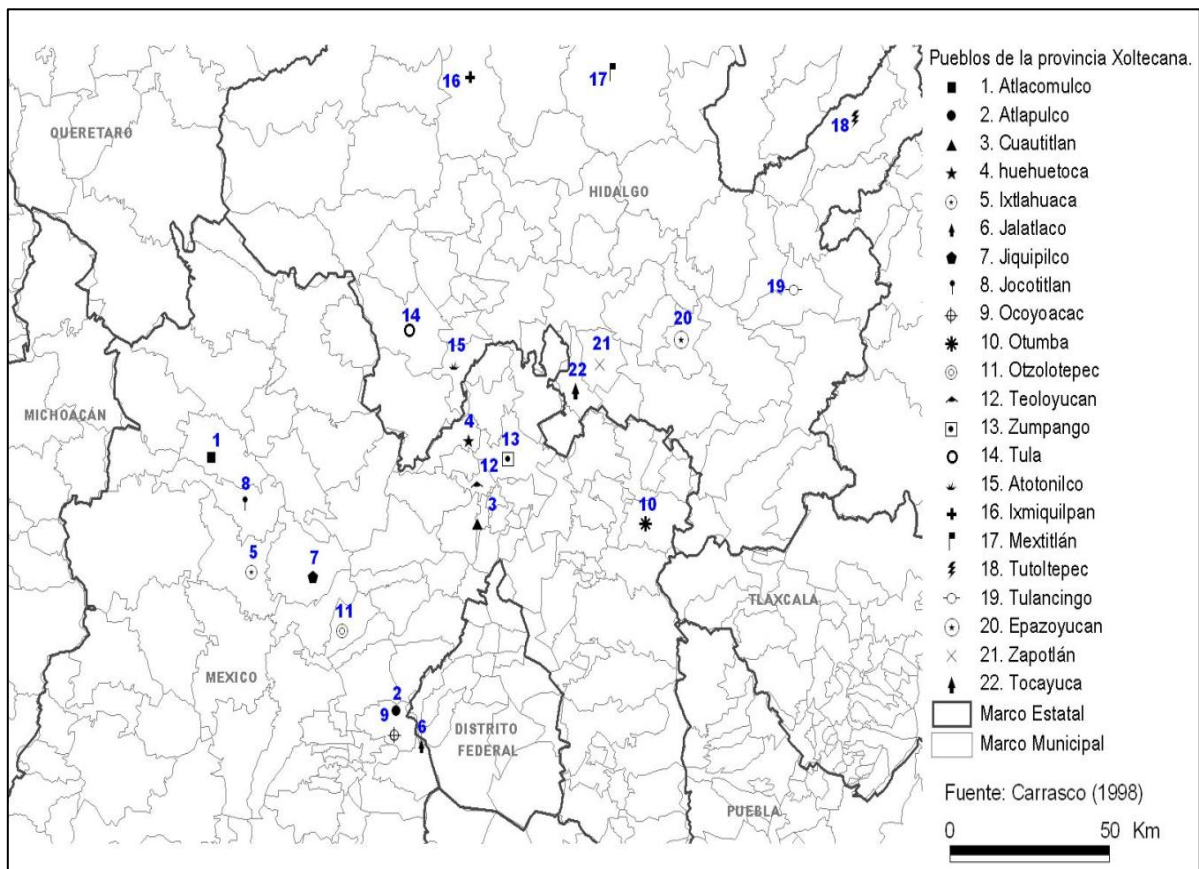 Pueblos de la provincia Xoltecana.
1. Atlacomulco
2. Atlapulco
3. Cuautitlan
4. huehuetoca
5. Ixtlahuaca
6. Jalatlaco
7. Jiquipilco
8. Jocotitlan
9. Ocoyoacac
10. Otumba
11. Otzolotepec
12. Teoloyucan
13. Zumpango
14. Tula
15. Atotonilco
16. Ixmiquilpan
17. Mextitlán
18. Tutoltepec
19. Tulancingo
20. Epazoyucan
21. Zapotlán
22. Tocayuca
Marco Estatal
Marco Municipal
Fuente: Carrasco (1998)
0 50 Km
16
17
18
QUERETARO
HIDALGO
19
14
20
15
21
22
MICHOACÁN
1
4
13
12
8
3
10
5
7
11
TLAXCALA
MEXICO
2
9
6
DISTRITO
FEDERAL
PUEBLA